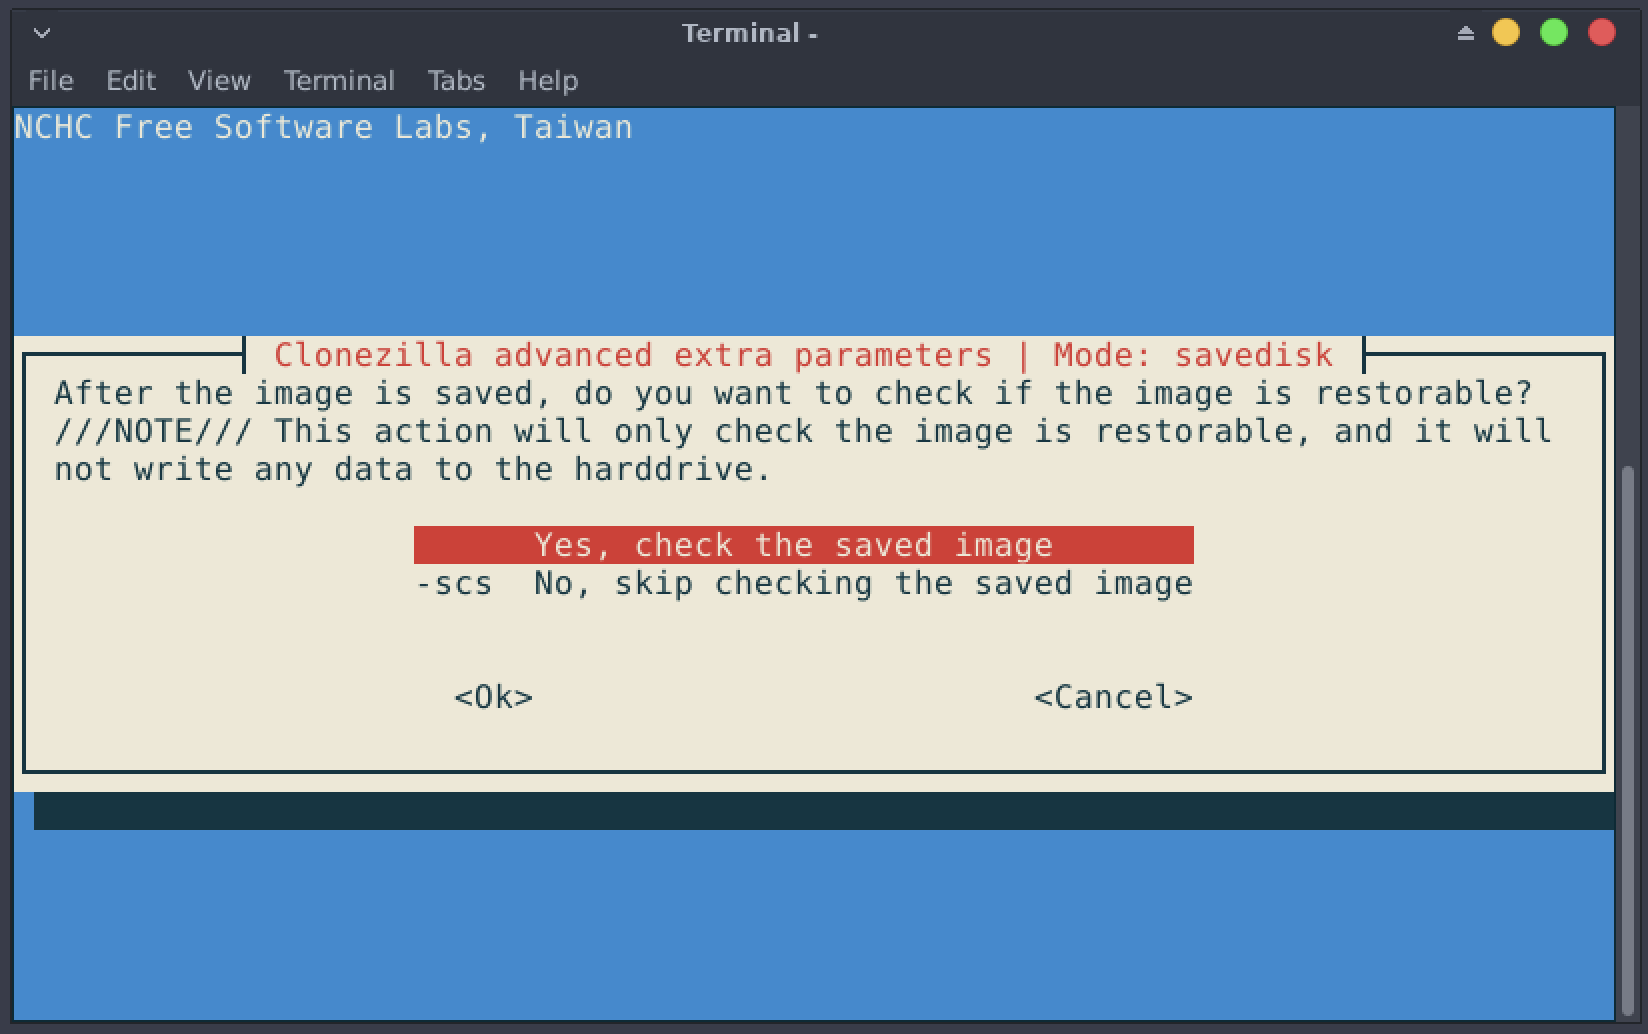 Terminal -
File Edit View Terminal Tabs Help
NCHC Free Software Labs, Taiwan
Clonezilla advanced extra parameters | Mode: savedisk
After the image is saved, do you want to check if the image is restorable?
///NOTE/// This action will only check the image is restorable, and it will
not write any data to the harddrive.
Yes, check the saved image
-scs No, skip checking the saved image
<Ok> <Cancel>